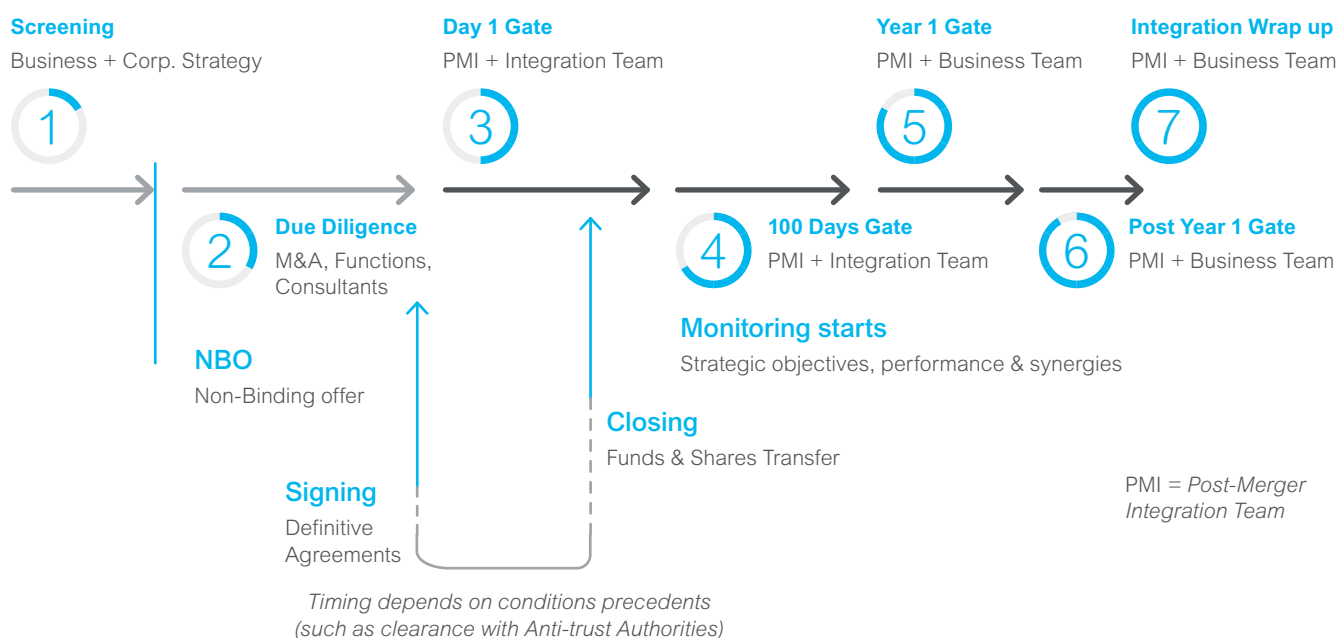 Screening
Business + Corp. Strategy
1
Day 1 Gate
PMI + Integration Team
3
Year 1 Gate
PMI + Business Team
5
Integration Wrap up
PMI + Business Team
7
2
Due Diligence
M&A, Functions,
Consultants
4
100 Days Gate
PMI + Integration Team
6
Post Year 1 Gate
PMI + Business Team
NBO
Non-Binding offer
Monitoring starts
Strategic objectives, performance & synergies
Closing
Funds & Shares Transfer
Signing
Definitive
Agreements
PMI = Post-Merger
Integration Team
Timing depends on conditions precedents
(such as clearance with Anti-trust Authorities)